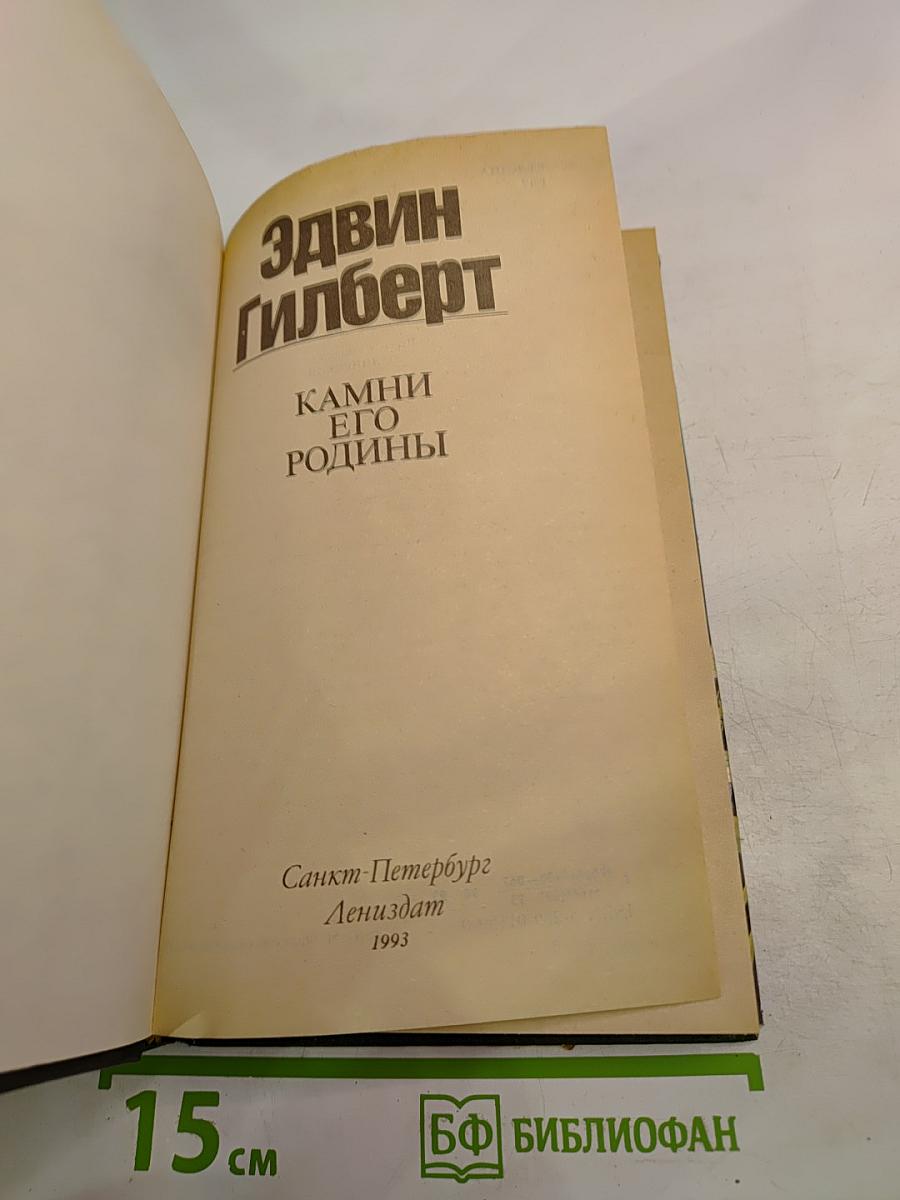 Эдвин
Гилберт
КАМНИ
ЕГО
РОДИНЫ
Санкт-Петербург
Лениздат
1993
15 см
БФ БИБЛИОФАН